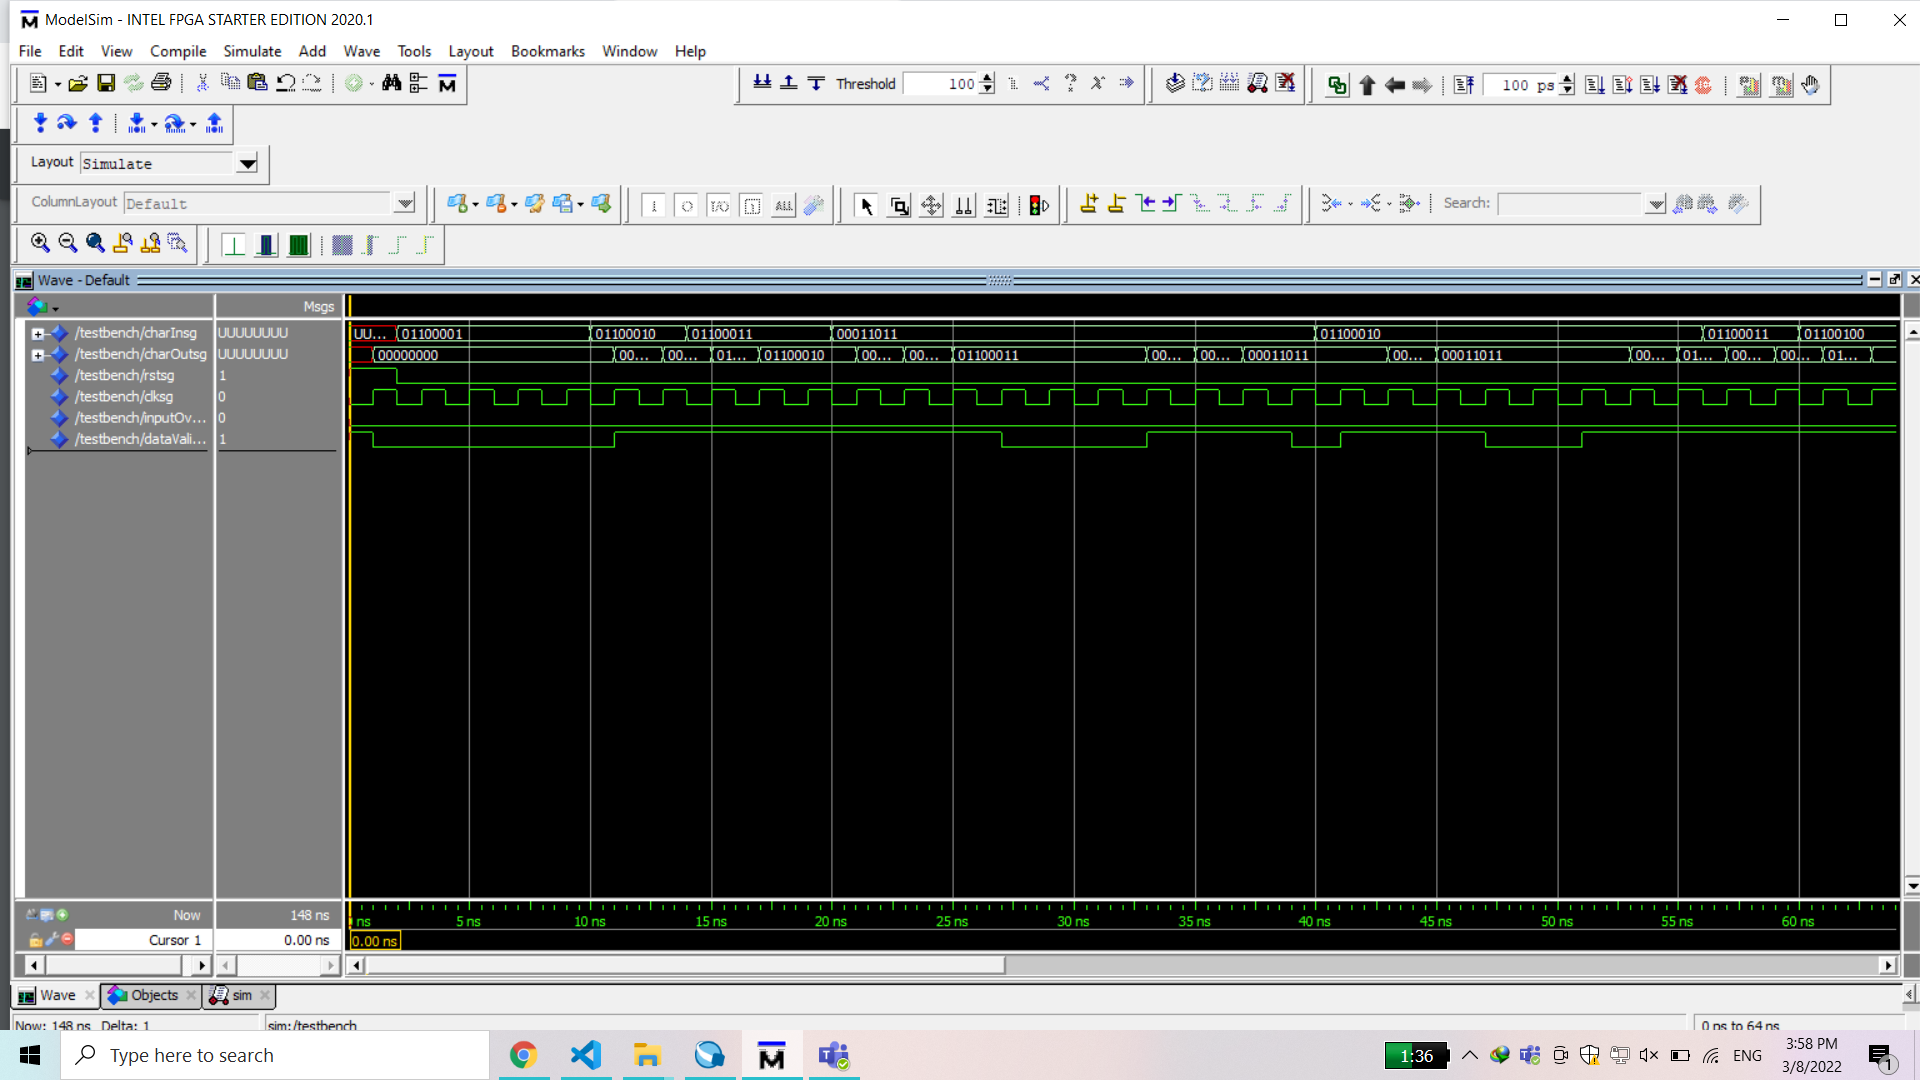 ModelSim - INTEL FPGA STARTER EDITION 2020.1
File Edit View Compile Simulate Add Wave Tools Layout Bookmarks Window Help
Threshold 100 100 ps
Layout Simulate
ColumnLayout Default ALL Search:
Wave - Default
Msgs
/testbench/charInsg UUUUUUUU UU... 01100001 01100010 01100011 00011011 01100010 01100011 01100100
/testbench/charOutsg UUUUUUUU 00000000 00... 00... 01... 01100010 00... 00... 01100011 00... 00... 00011011 00... 00011011 00... 01... 00... 00... 01...
/testbench/rstsg 1
/testbench/clksg 0
/testbench/inputOv... 0
/testbench/dataVali... 1
Now 148 ns ns 5 ns 10 ns 15 ns 20 ns 25 ns 30 ns 35 ns 40 ns 45 ns 50 ns 55 ns 60 ns
Cursor 1 0.00 ns 0.00 ns
Wave Objects sim
Now: 148 ns Delta: 1 sim:/testbench 0 ps to 64 ns
Type here to search 1:36 ENG 3:58 PM
3/8/2022 1